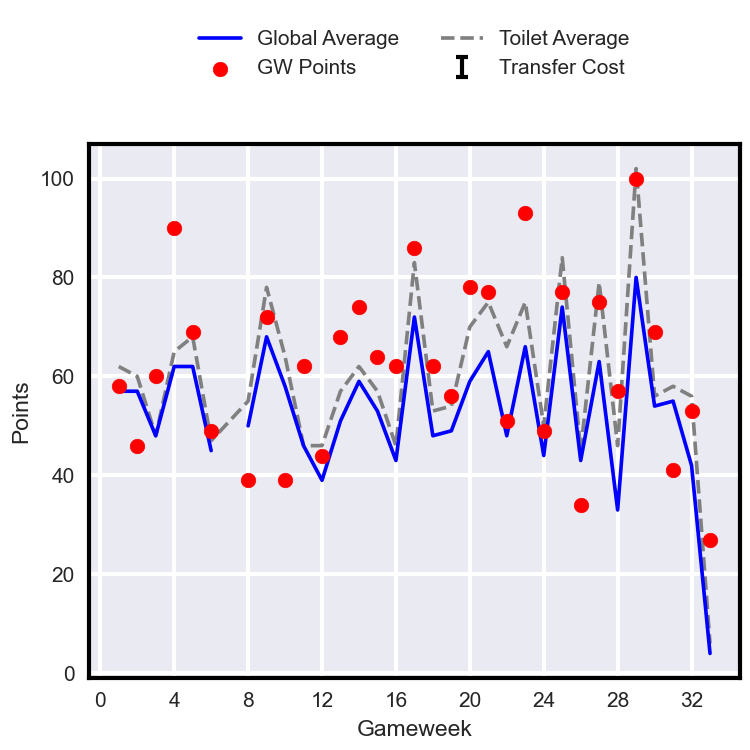 Global Average
Toilet Average
GW Points
Transfer Cost
100
80
60
40
20
0
Points
0 4 8 12 16 20 24 28 32
Gameweek